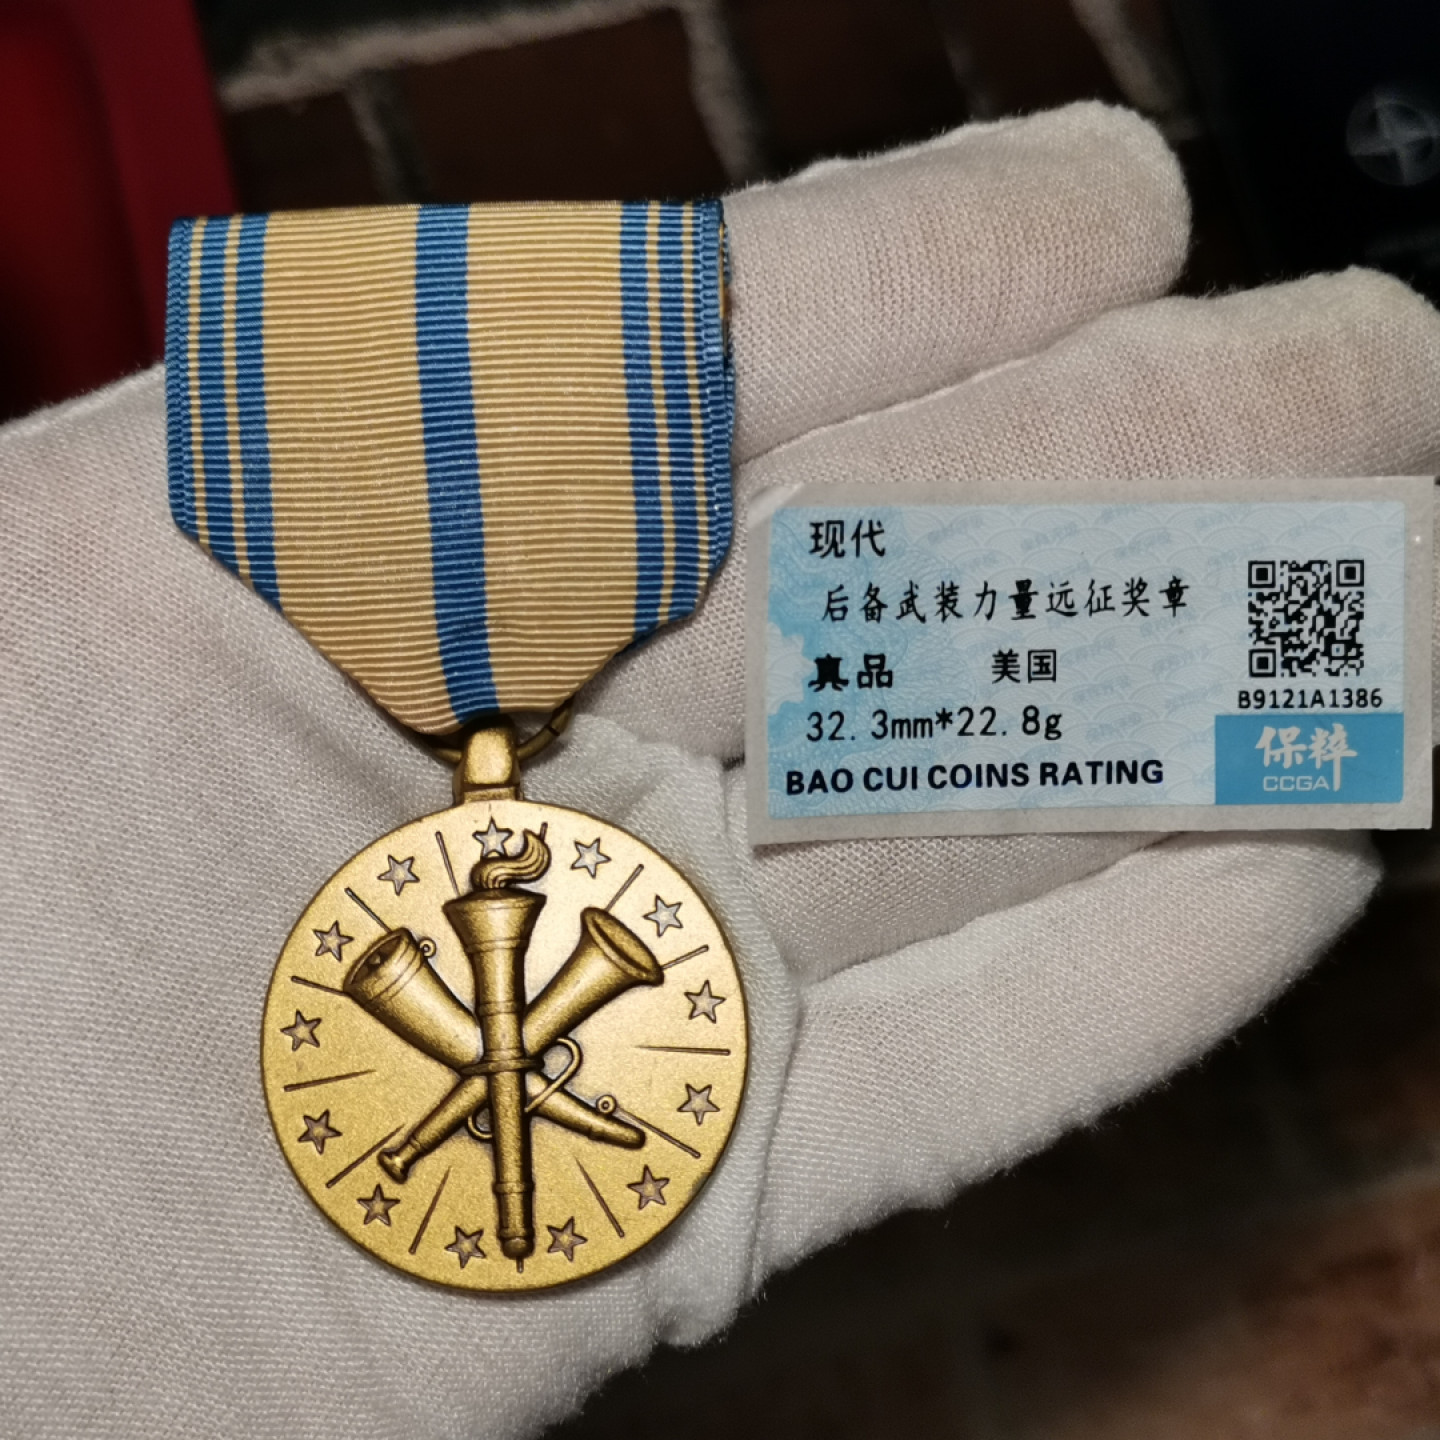 现代
后备武装力量远征奖章
真品 美国
32.3mm*22.8g
BAO CUI COINS RATING
B9121A1386
保粹
CCGA